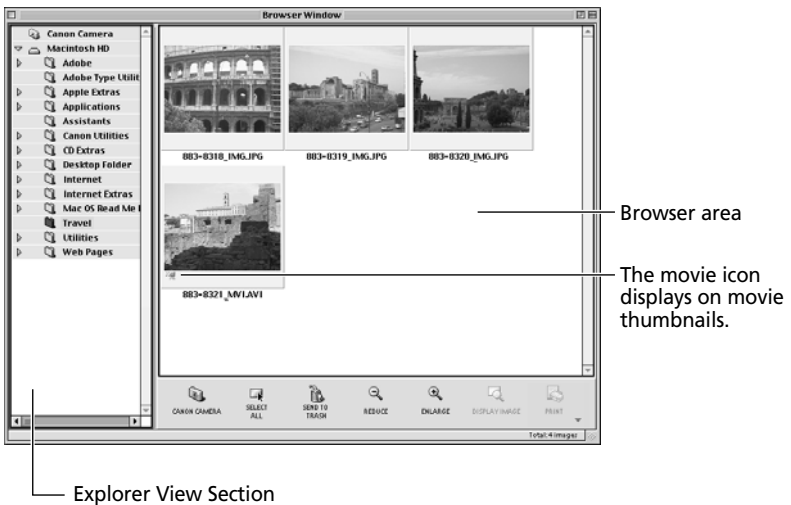 Browser Window
Canon Camera
Macintosh HD
Adobe
Adobe Type Utilit
Apple Extras
Applications
Assistants
Canon Utilities
CD Extras
Desktop Folder
Internet
Internet Extras
Mac OS Read Me
Travel
Utilities
Web Pages
883-8318_IMG.JPG
883-8319_IMG.JPG
883-8320_IMG.JPG
883-8321_MVI.AVI
Browser area
The movie icon
displays on movie
thumbnails.
CANON CAMERA
SELECT
ALL
SEND TO
TRASH
REDUCE
ENLARGE
DISPLAY IMAGE
PRINT
Total:4 images
Explorer View Section